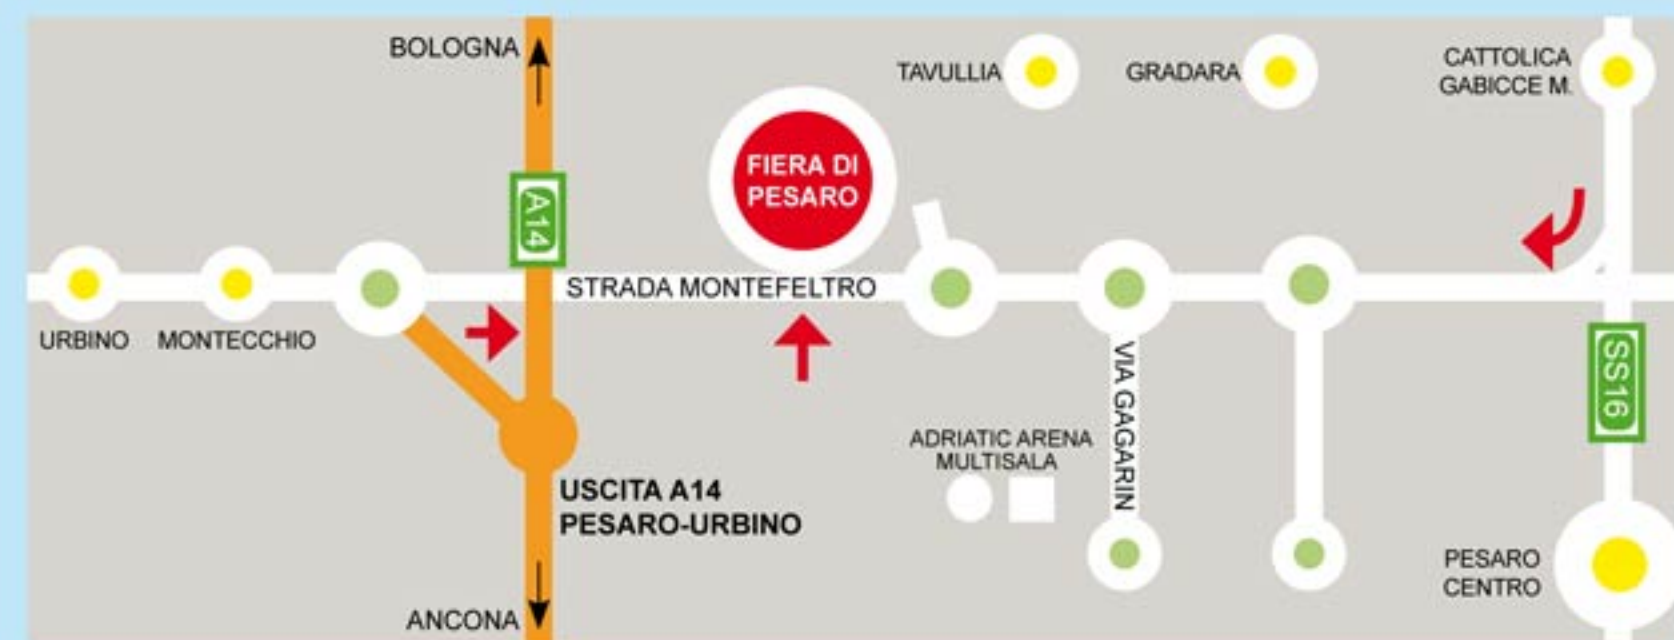 BOLOGNA
TAVULLIA
GRADARA
CATTOLICA
GABICCE M.
FIERA DI
PESARO
A14
STRADA MONTEFELTRO
URBINO
MONTECCHIO
VIA GAGARIN
SS16
ADRIATIC ARENA
MULTISALA
USCITA A14
PESARO-URBINO
PESARO
CENTRO
ANCONA